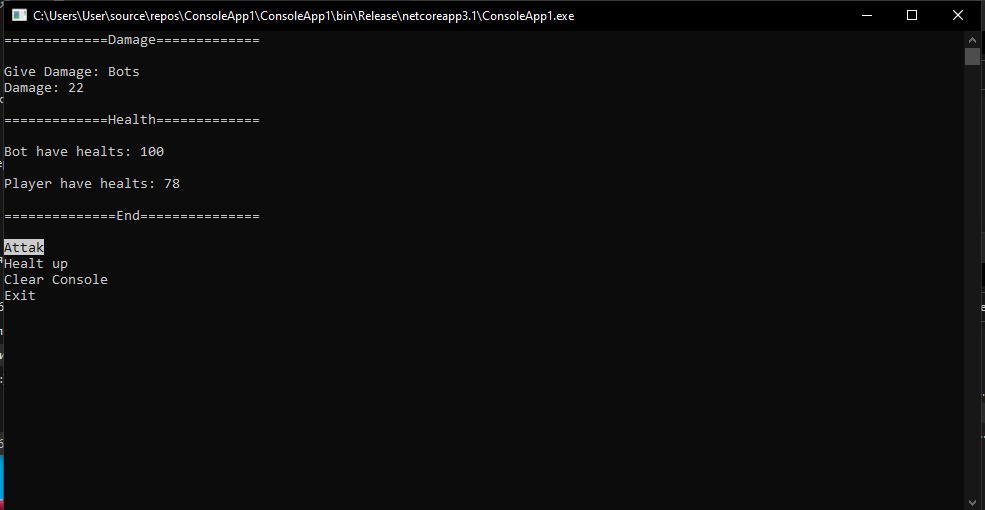 C:\Users\User\source\repos\ConsoleApp1\ConsoleApp1\bin\Release\netcoreapp3.1\ConsoleApp1.exe
=============Damage=============
Give Damage: Bots
Damage: 22
=============Health=============
Bot have healts: 100
Player have healts: 78
==============End===============
Attak
Healt up
Clear Console
Exit